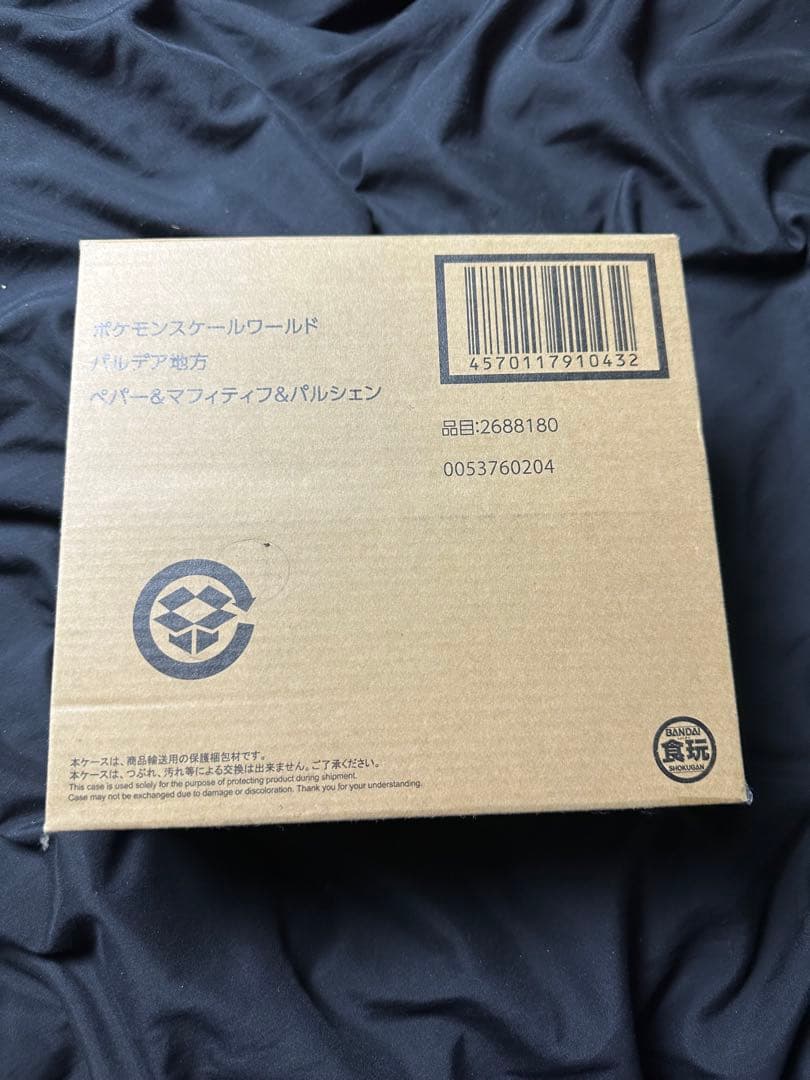 ポケモンスケールワールド
パルデア地方
ペパー&マフィティフ&パルシェン
4570117910432
品目:2688180
0053760204
本ケースは、商品輸送用の保護梱包材です。
本ケースは、つぶれ、汚れ等による交換は出来ません。ご了承ください。
This case is used solely for the purpose of protecting product during shipment.
Case may not be exchanged due to damage or discoloration. Thank you for your understanding.
BANDAI
食玩
SHOKUGAN